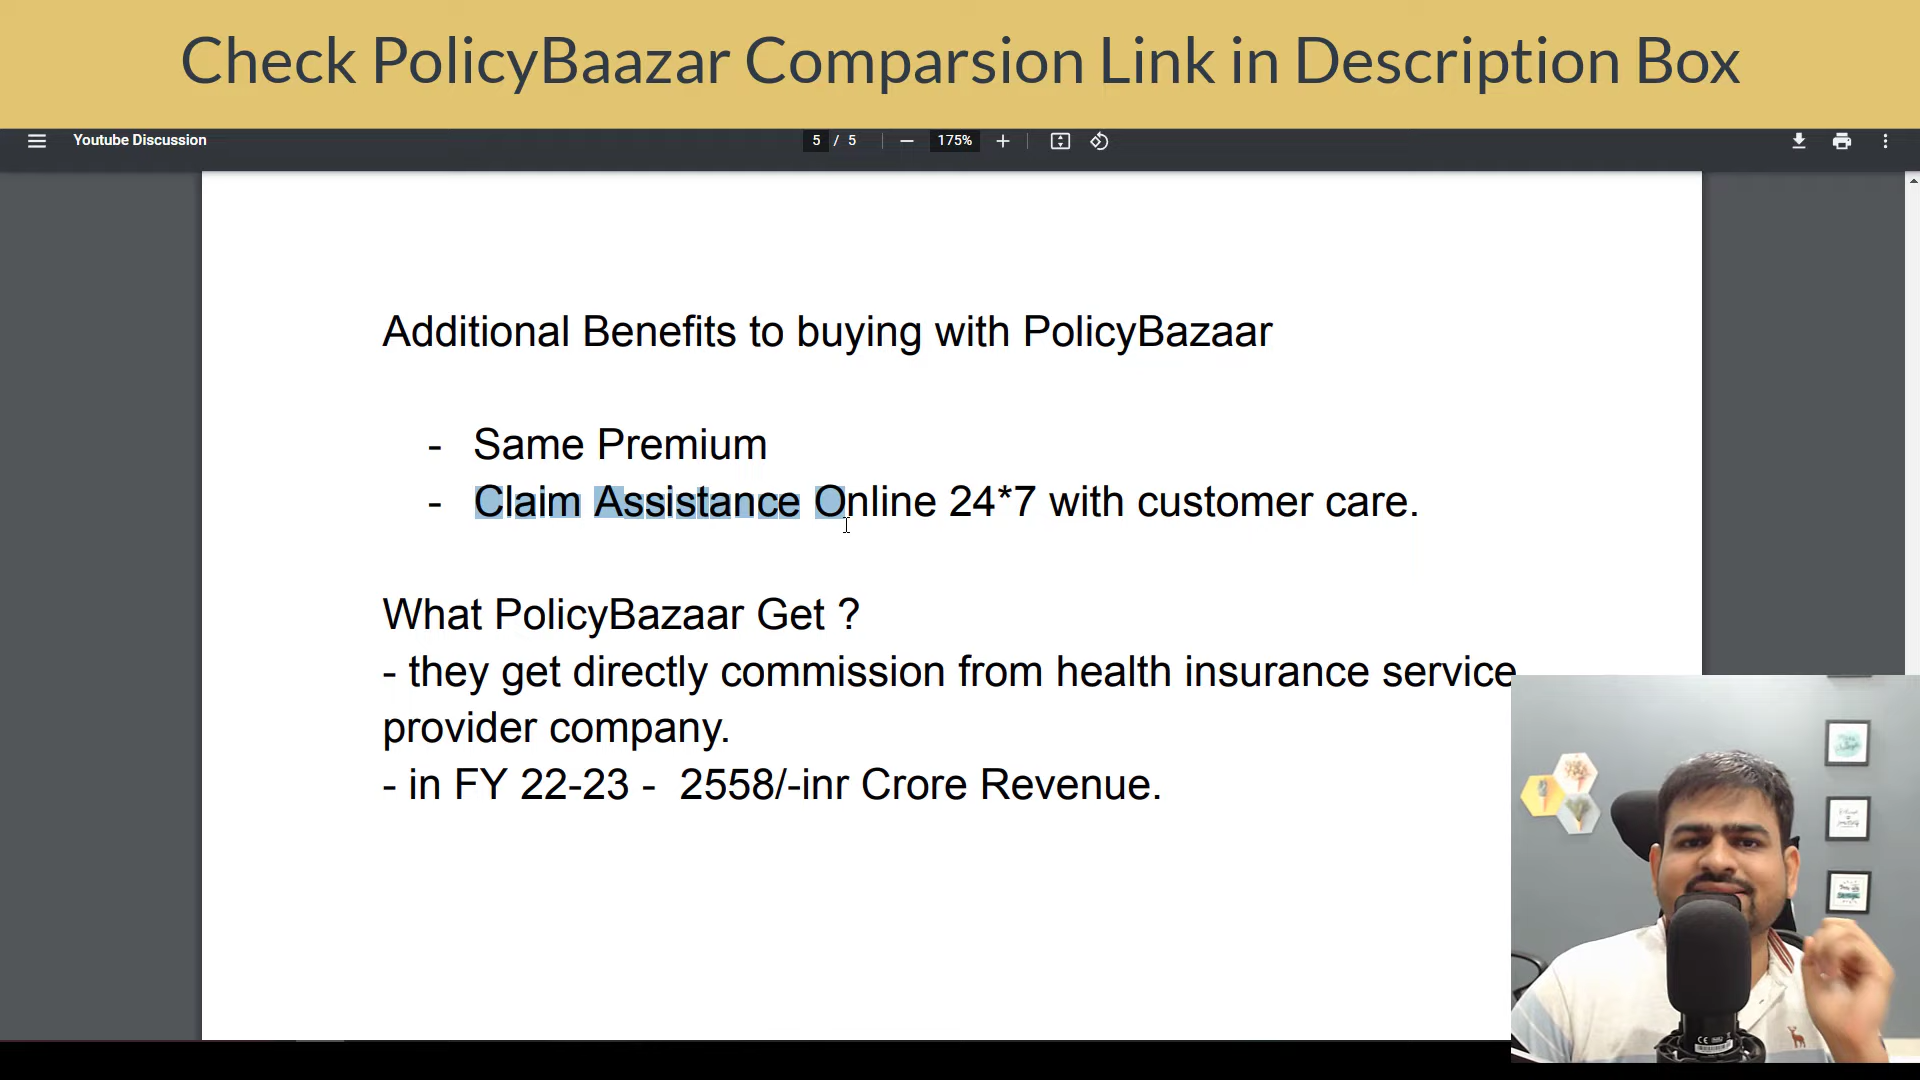 Check PolicyBaazar Comparsion Link in Description Box
Youtube Discussion
5 / 5
175%
Additional Benefits to buying with PolicyBazaar
- Same Premium
- Claim Assistance Online 24*7 with customer care.
What PolicyBazaar Get ?
- they get directly commission from health insurance service
provider company.
- in FY 22-23 - 2558/-inr Crore Revenue.